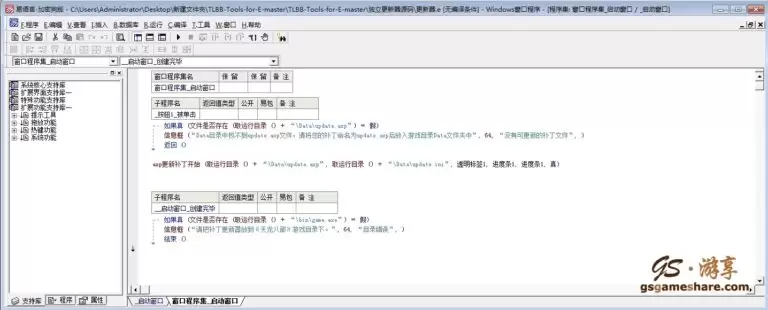 易语言-加密狗版 - C:\Users\Administrator\Desktop\新建文件夹\TLBB-Tools-for-E-master\TLBB-Tools-for-E-master\独立更新器源码\更新器.e [无编译条件] - Windows窗口程序 - [程序集: 窗口程序集_启动窗口 / _启动窗口]
F.程序 E.编辑 V.查看 I.插入 B.数据库 R.运行 C.编译 T.工具 W.窗口 H.帮助
窗口程序集_启动窗口 __启动窗口_创建完毕
系统核心支持库
扩展界面支持库一
特殊功能支持库
扩展功能支持库一
提示工具
拖放功能
热键功能
系统功能
窗口程序集名 保 留 保 留 备 注
窗口程序集_启动窗口
子程序名 返回值类型 公开 易包 备 注
_按钮1_被单击
如果真 (文件是否存在 (取运行目录 () + “\Data\update.axp”) = 假)
信息框 (“Data目录中找不到update.axp文件，请将您的补丁命名为update.axp后放入游戏目录Data文件夹中”, 64, “没有可更新的补丁文件”, )
返回 ()
axp更新补丁开始 (取运行目录 () + “\Data\update.axp”, 取运行目录 () + “\Data\update.ini”, 透明标签1, 进度条1, 进度条1, 真)
子程序名 返回值类型 公开 易包 备 注
__启动窗口_创建完毕
如果真 (文件是否存在 (取运行目录 () + “\bin\game.exe”) = 假)
信息框 (“请把补丁更新器放到《天龙八部》游戏目录下。”, 64, “目录错误”, )
结束 ()
支持库 程序 属性
_启动窗口 窗口程序集_启动窗口
GS·游享
gsgameshare.com